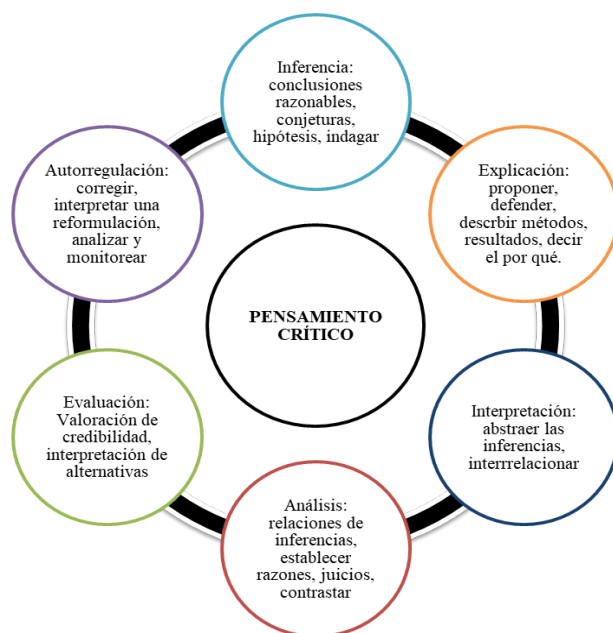 Inferencia:
conclusiones
razonables,
conjeturas,
hipótesis, indagar
Explicación:
proponer,
defender,
descrbir métodos,
resultados, decir
el por qué.
Interpretación:
abstraer las
inferencias,
interrrelacionar
Análisis:
relaciones de
inferencias,
establecer
razones, juicios,
contrastar
Evaluación:
Valoración de
credibilidad,
interpretación de
alternativas
Autorregulación:
corregir,
interpretar una
reformulación,
analizar y
monitorear
PENSAMIENTO
CRÍTICO